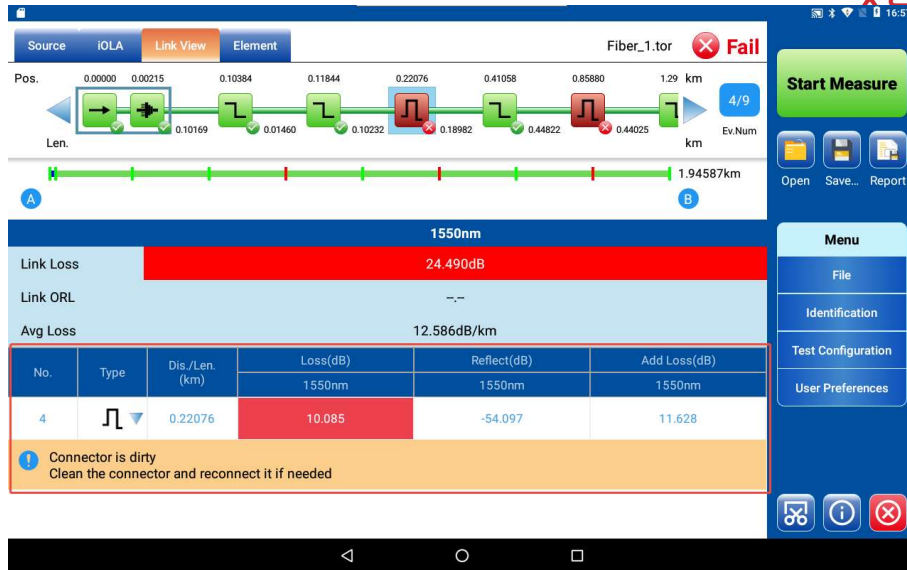 16:5
Source iOLA Link View Element Fiber_1.tor Fail
Pos. 0.00000 0.00215 0.10384 0.11844 0.22076 0.41058 0.85880 1.29 km
Start Measure
4/9
0.10169 0.01460 0.10232 0.18982 0.44822 0.44025 Ev.Num
Len. km
1.94587km
Open Save... Report
A B
1550nm
Menu
Link Loss 24.490dB
File
Link ORL --.--
Identification
Avg Loss 12.586dB/km
Test Configuration
No. Type Dis./Len. (km) Loss(dB) Reflect(dB) Add Loss(dB)
1550nm 1550nm 1550nm
User Preferences
4 0.22076 10.085 -54.097 11.628
Connector is dirty
Clean the connector and reconnect it if needed